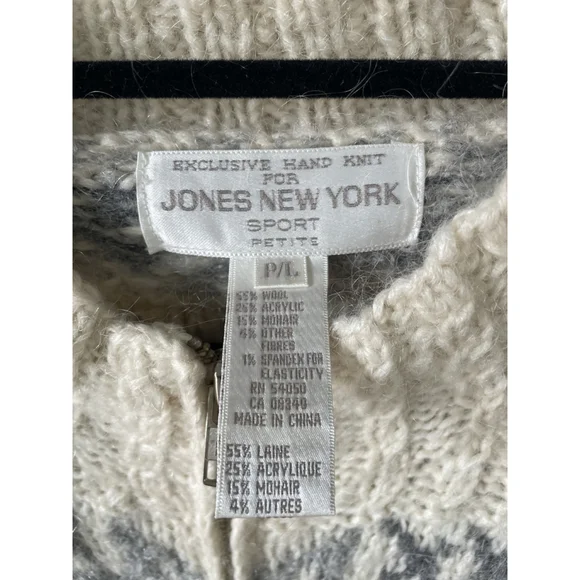 EXCLUSIVE HAND KNIT
FOR
JONES NEW YORK
SPORT
PETITE
P/L
55% WOOL
25% ACRYLIC
15% MOHAIR
4% OTHER
FIBRES
1% SPANDEX FOR
ELASTICITY
RN 54050
CA 08349
MADE IN CHINA
55% LAINE
25% ACRYLIQUE
15% MOHAIR
4% AUTRES